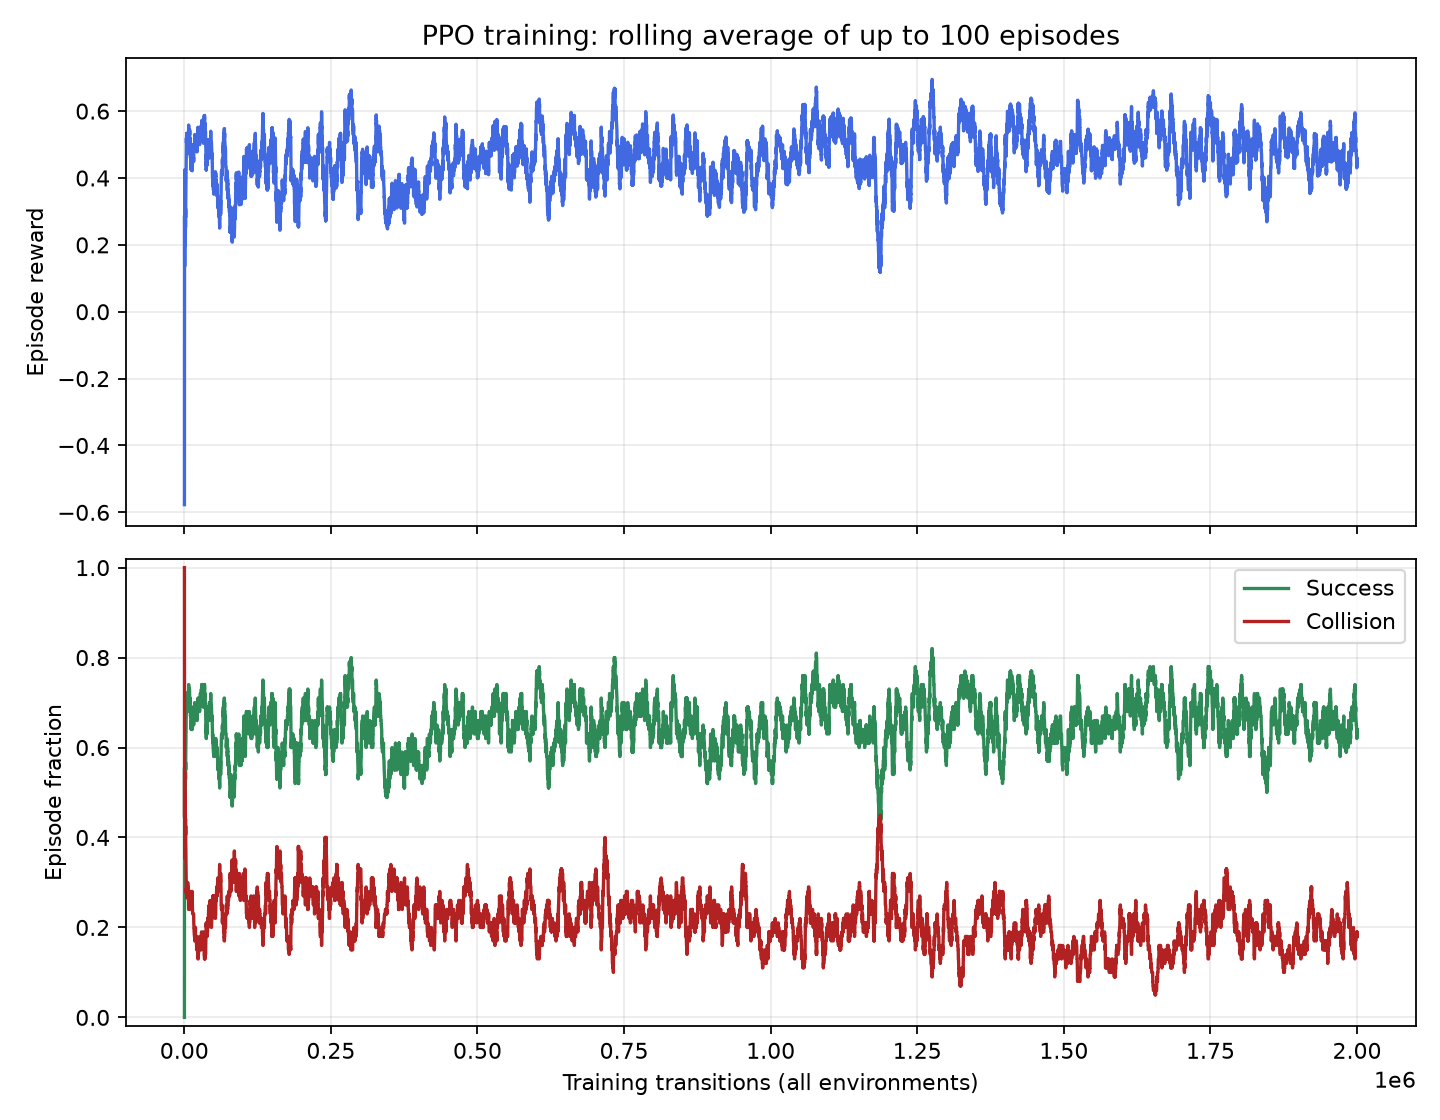 PPO training: rolling average of up to 100 episodes
Episode reward
0.6
0.4
0.2
0.0
−0.2
−0.4
−0.6
Episode fraction
1.0
0.8
0.6
0.4
0.2
0.0
Success
Collision
0.00 0.25 0.50 0.75 1.00 1.25 1.50 1.75 2.00
1e6
Training transitions (all environments)